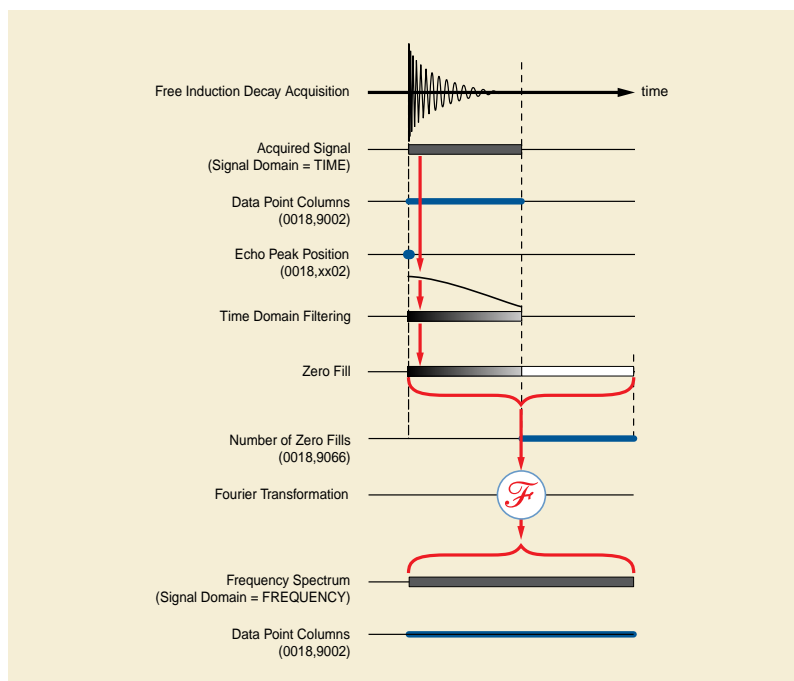 Free Induction Decay Acquisition
time
Acquired Signal
(Signal Domain = TIME)
Data Point Columns
(0018,9002)
Echo Peak Position
(0018,xx02)
Time Domain Filtering
Zero Fill
Number of Zero Fills
(0018,9066)
Fourier Transformation
ℱ
Frequency Spectrum
(Signal Domain = FREQUENCY)
Data Point Columns
(0018,9002)